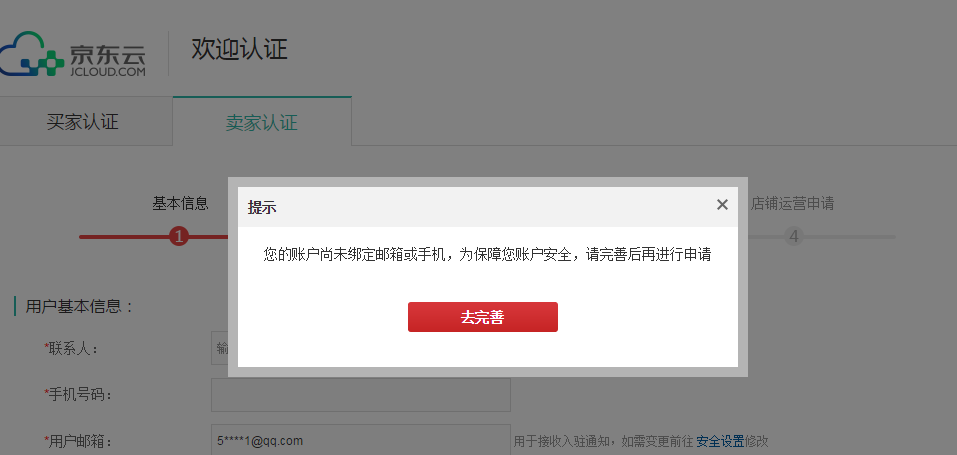 京东云
JCLOUD.COM
欢迎认证
买家认证
卖家认证
基本信息
店铺运营申请
1
4
提示
您的账户尚未绑定邮箱或手机，为保障您账户安全，请完善后再进行申请
去完善
用户基本信息：
*联系人：
输
*手机号码：
*用户邮箱：
5****1@qq.com
用于接收入驻通知，如需变更前往 安全设置修改